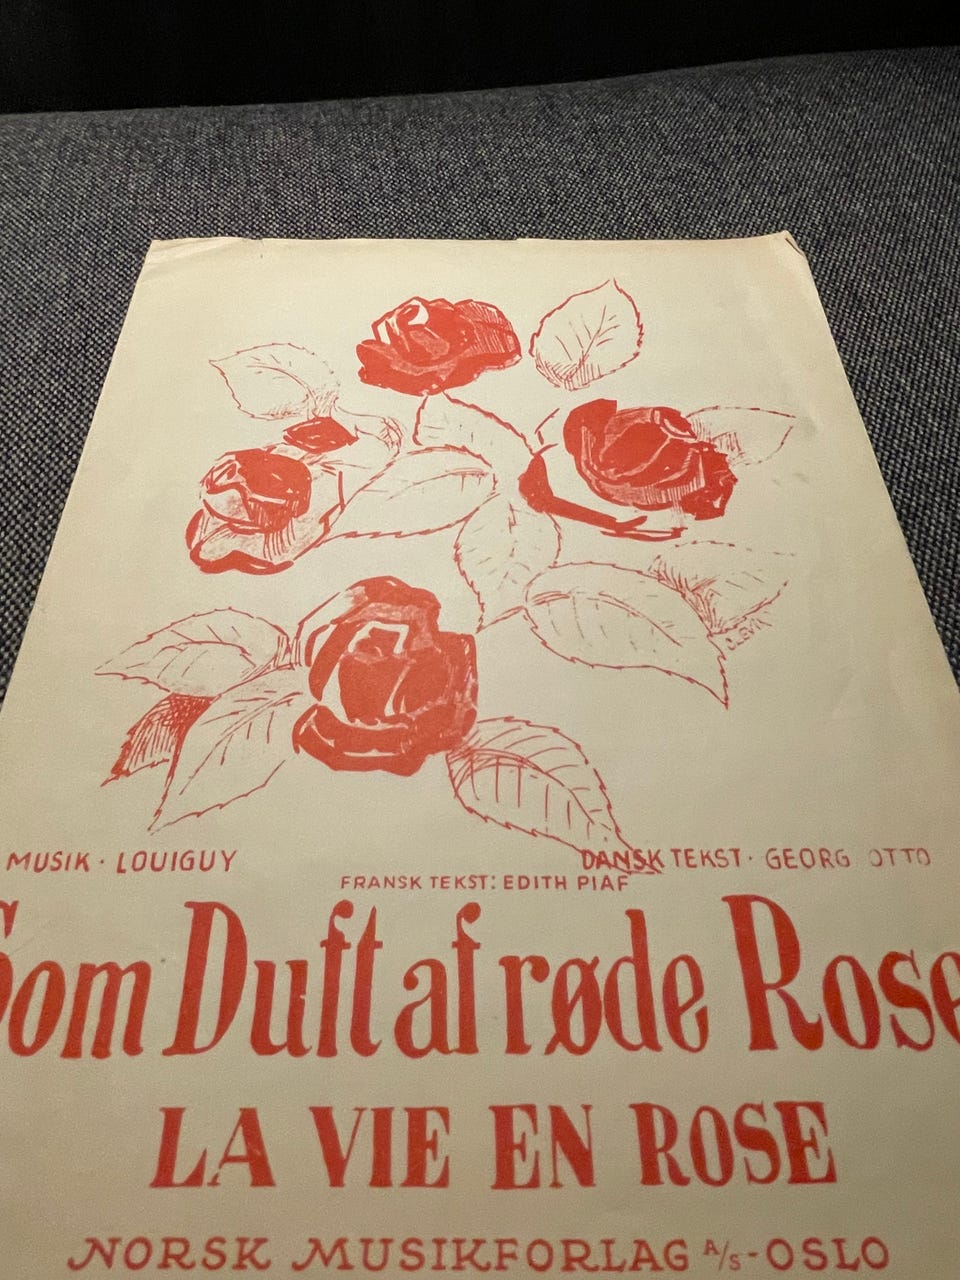 MUSIK · LOUIGUY
DANSK TEKST · GEORG OTTO
FRANSK TEKST: EDITH PIAF
Som Duft af røde Rose
LA VIE EN ROSE
NORSK MUSIKFORLAG A/S - OSLO